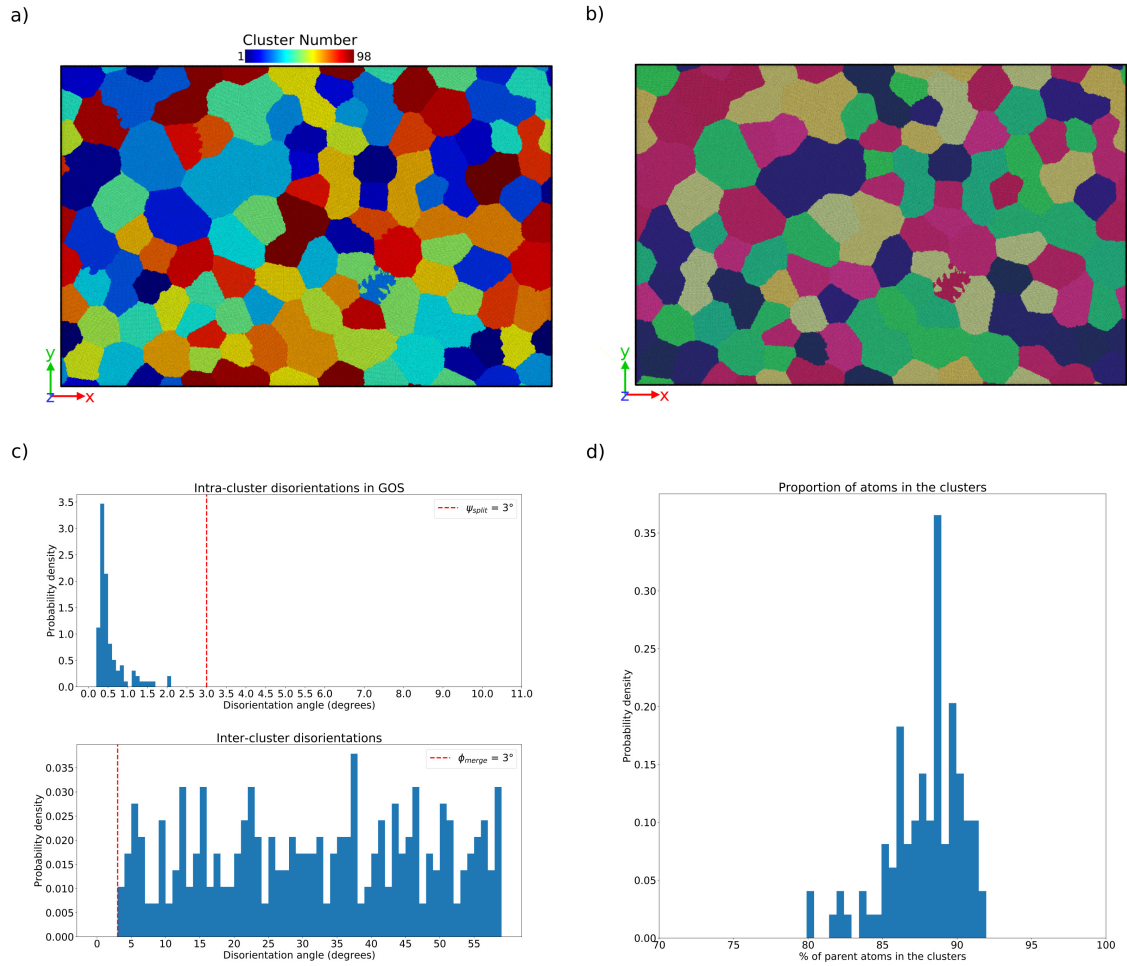 a)
b)
Cluster Number
1 98
y
z x
y
z x
c)
d)
Intra-cluster disorientations in GOS
ψsplit = 3°
Probability density
3.5
3.0
2.5
2.0
1.5
1.0
0.5
0.0
0.0 0.5 1.0 1.5 2.0 2.5 3.0 3.5 4.0 4.5 5.0 5.5 6.0 7.0 8.0 9.0 10.0 11.0
Disorientation angle (degrees)
Inter-cluster disorientations
ϕmerge = 3°
Probability density
0.035
0.030
0.025
0.020
0.015
0.010
0.005
0.000
0 5 10 15 20 25 30 35 40 45 50 55
Disorientation angle (degrees)
Proportion of atoms in the clusters
Probability density
0.35
0.30
0.25
0.20
0.15
0.10
0.05
0.00
70 75 80 85 90 95 100
% of parent atoms in the clusters